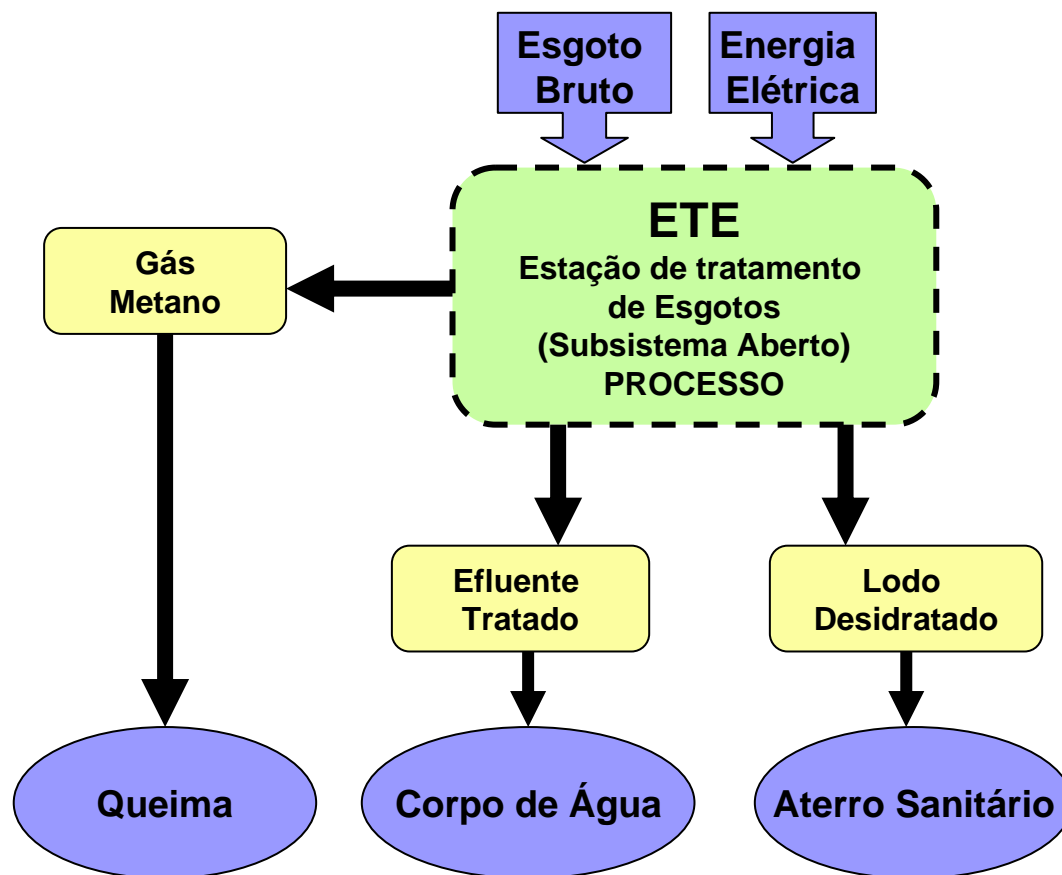 Esgoto
Bruto
Energia
Elétrica
ETE
Estação de tratamento
de Esgotos
(Subsistema Aberto)
PROCESSO
Gás
Metano
Efluente
Tratado
Lodo
Desidratado
Queima
Corpo de Água
Aterro Sanitário